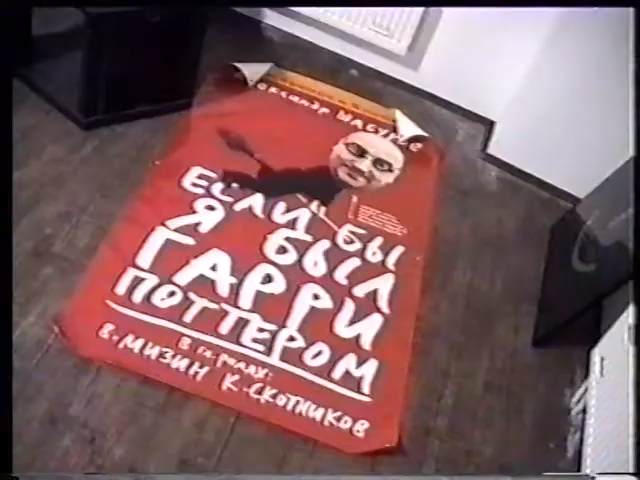 ЕСЛИ БЫ
Я БЫЛ
ГАРРИ
ПОТТЕРОМ
В ГЛ. РОЛЯХ:
В. МИЗИН К. СКОТНИКОВ